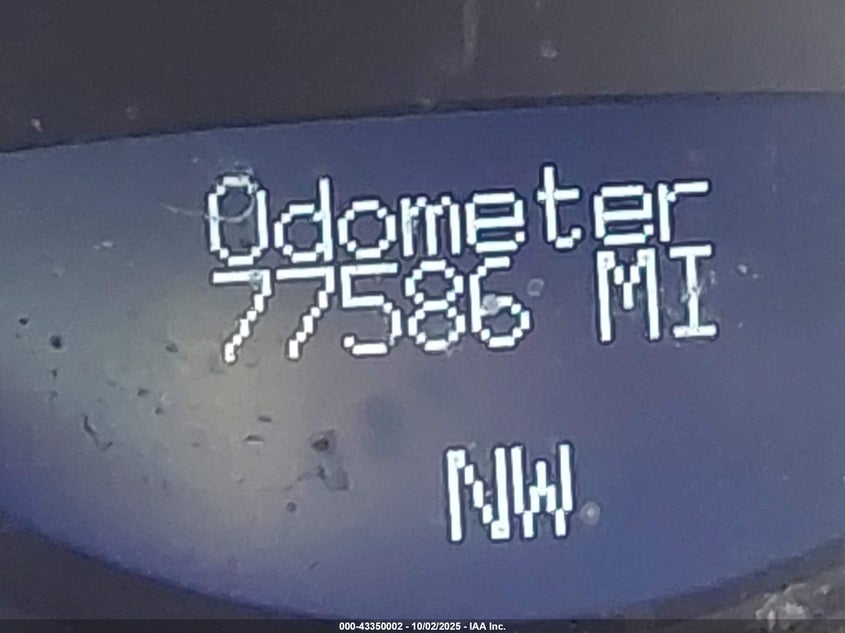 Odometer
77586 MI
NW
000-43350002 - 10/02/2025 - IAA Inc.